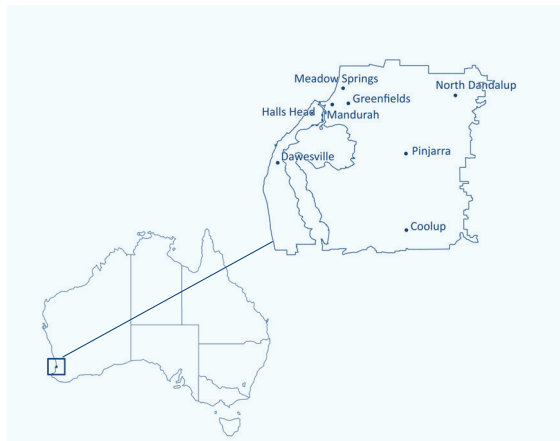 Meadow Springs
North Dandalup
Greenfields
Halls Head
Mandurah
Pinjarra
Dawesville
Coolup